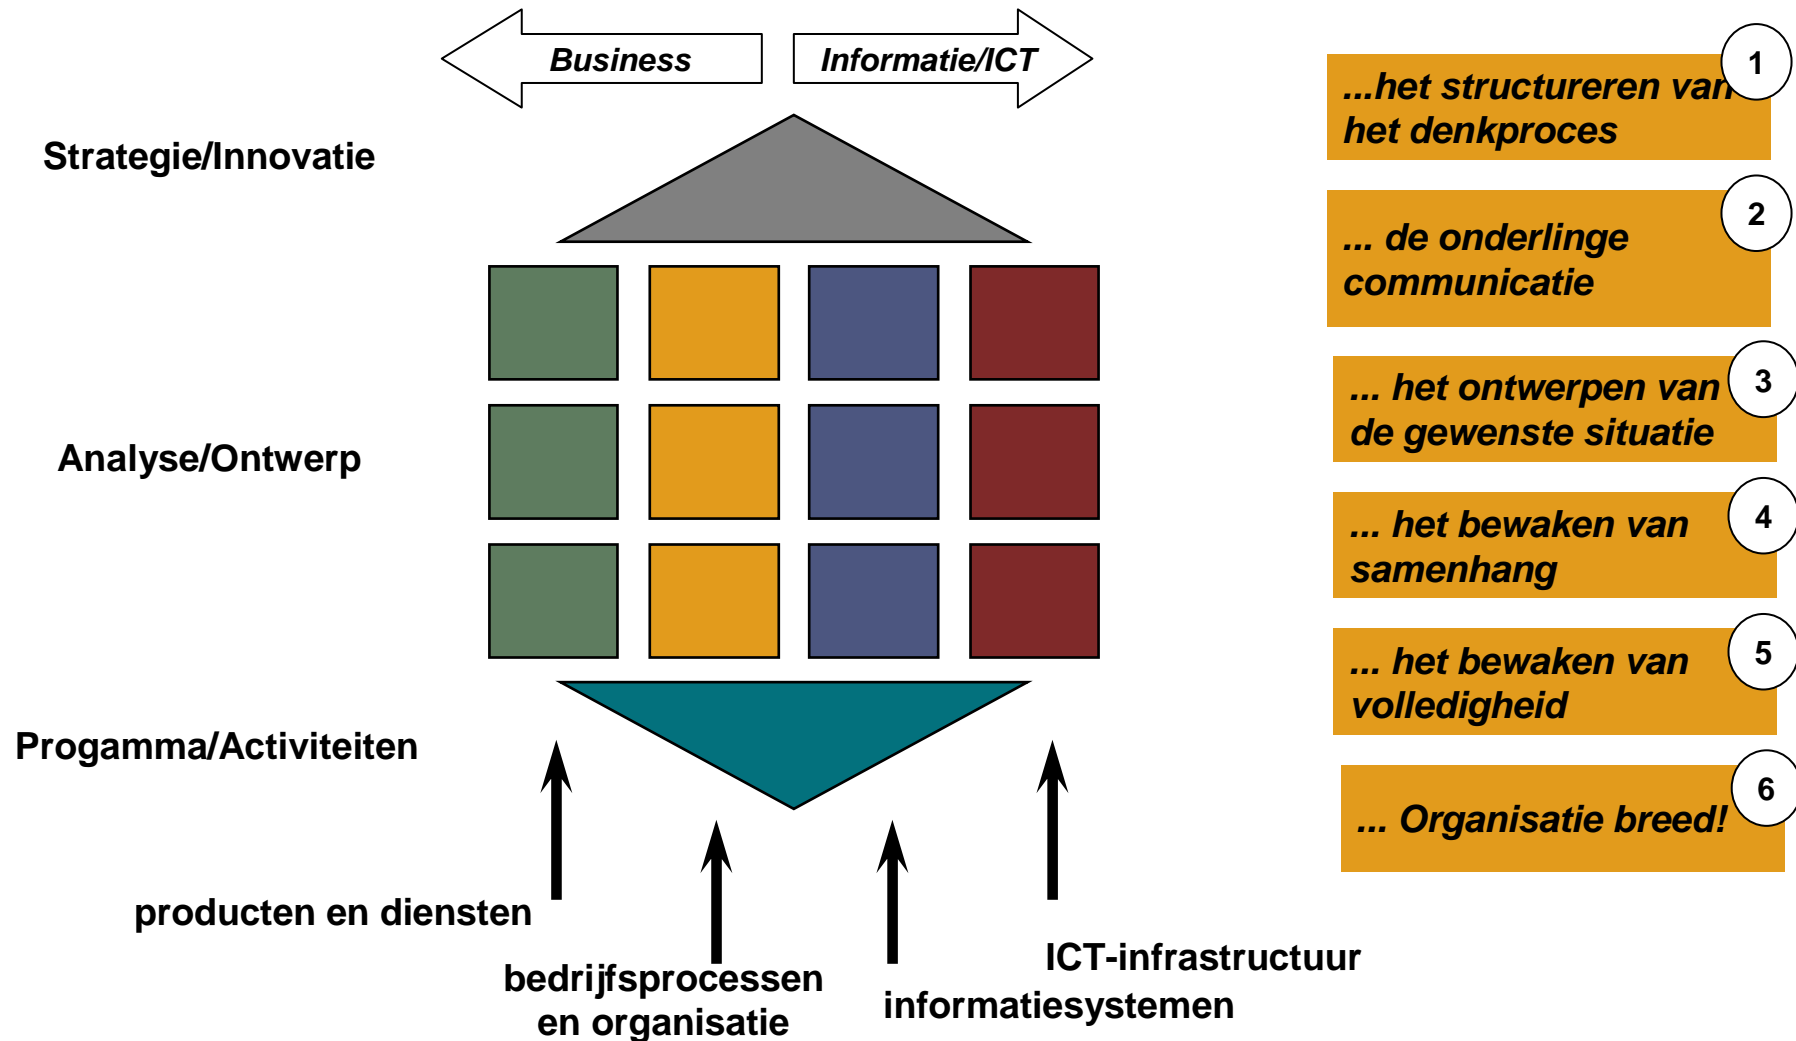 Business
Informatie/ICT
Strategie/Innovatie
Analyse/Ontwerp
Progamma/Activiteiten
producten en diensten
bedrijfsprocessen
en organisatie
informatiesystemen
ICT-infrastructuur
1
...het structureren van
het denkproces
2
... de onderlinge
communicatie
3
... het ontwerpen van
de gewenste situatie
4
... het bewaken van
samenhang
5
... het bewaken van
volledigheid
6
... Organisatie breed!